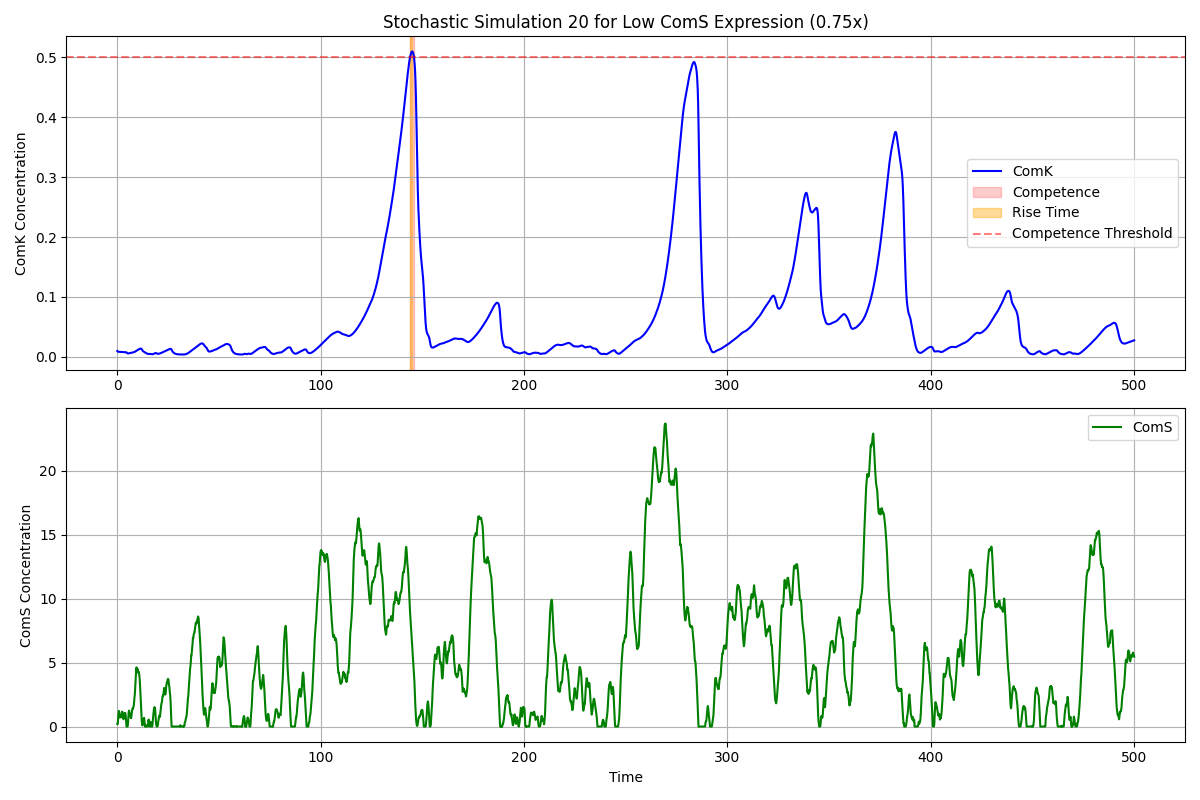 Stochastic Simulation 20 for Low ComS Expression (0.75x)
ComK Concentration
0.5
0.4
0.3
0.2
0.1
0.0
0 100 200 300 400 500
ComK
Competence
Rise Time
Competence Threshold
ComS Concentration
20
15
10
5
0
0 100 200 300 400 500
ComS
Time